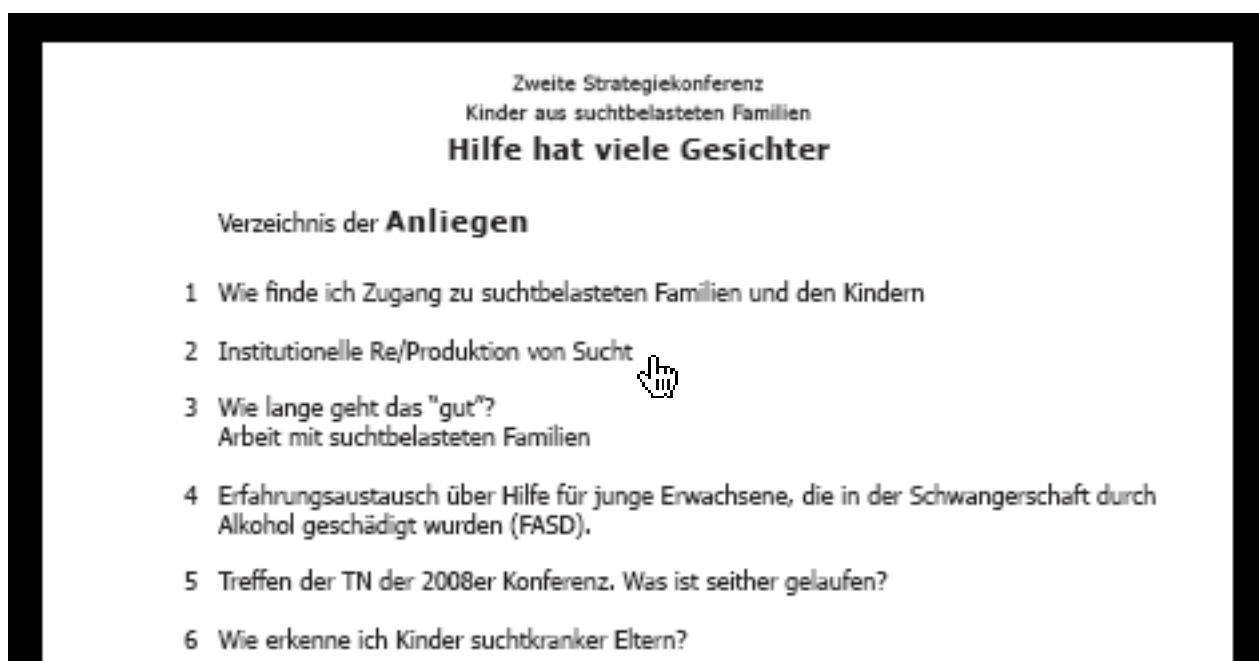 Zweite Strategiekonferenz
Kinder aus suchtbelasteten Familien
Hilfe hat viele Gesichter
Verzeichnis der Anliegen
1 Wie finde ich Zugang zu suchtbelasteten Familien und den Kindern
2 Institutionelle Re/Produktion von Sucht
3 Wie lange geht das "gut"?
Arbeit mit suchtbelasteten Familien
4 Erfahrungsaustausch über Hilfe für junge Erwachsene, die in der Schwangerschaft durch
Alkohol geschädigt wurden (FASD).
5 Treffen der TN der 2008er Konferenz. Was ist seither gelaufen?
6 Wie erkenne ich Kinder suchtkranker Eltern?